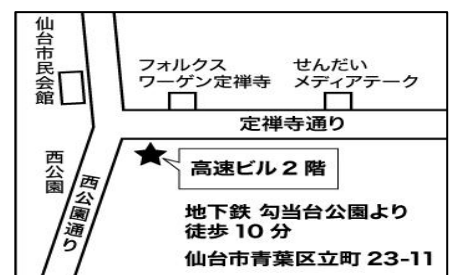 仙台市民会館
フォルクス
ワーゲン定禅寺
せんだい
メディアテーク
定禅寺通り
西公園
西公園通り
高速ビル2階
地下鉄 勾当台公園より
徒歩10分
仙台市青葉区立町23-11